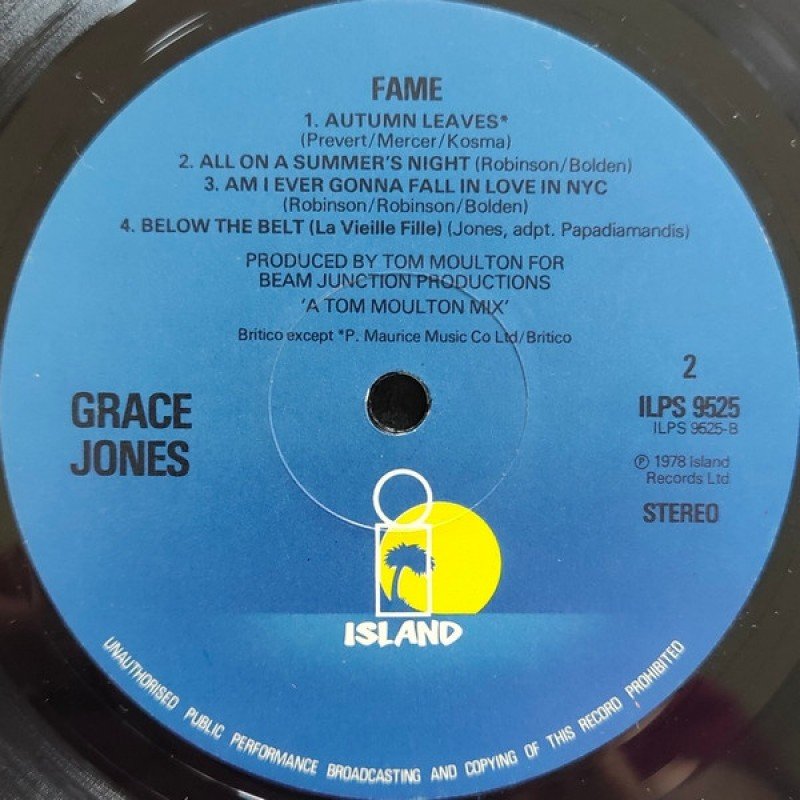 FAME
1. AUTUMN LEAVES*
(Prevert/Mercer/Kosma)
2. ALL ON A SUMMER'S NIGHT (Robinson/Bolden)
3. AM I EVER GONNA FALL IN LOVE IN NYC
(Robinson/Robinson/Bolden)
4. BELOW THE BELT (La Vieille Fille) (Jones, adpt. Papadiamandis)
PRODUCED BY TOM MOULTON FOR
BEAM JUNCTION PRODUCTIONS
'A TOM MOULTON MIX'
Britico except *P. Maurice Music Co Ltd/Britico
GRACE
JONES
2
ILPS 9525
ILPS 9525-B
℗ 1978 Island
Records Ltd
STEREO
ISLAND
UNAUTHORISED PUBLIC PERFORMANCE BROADCASTING AND COPYING OF THIS RECORD PROHIBITED